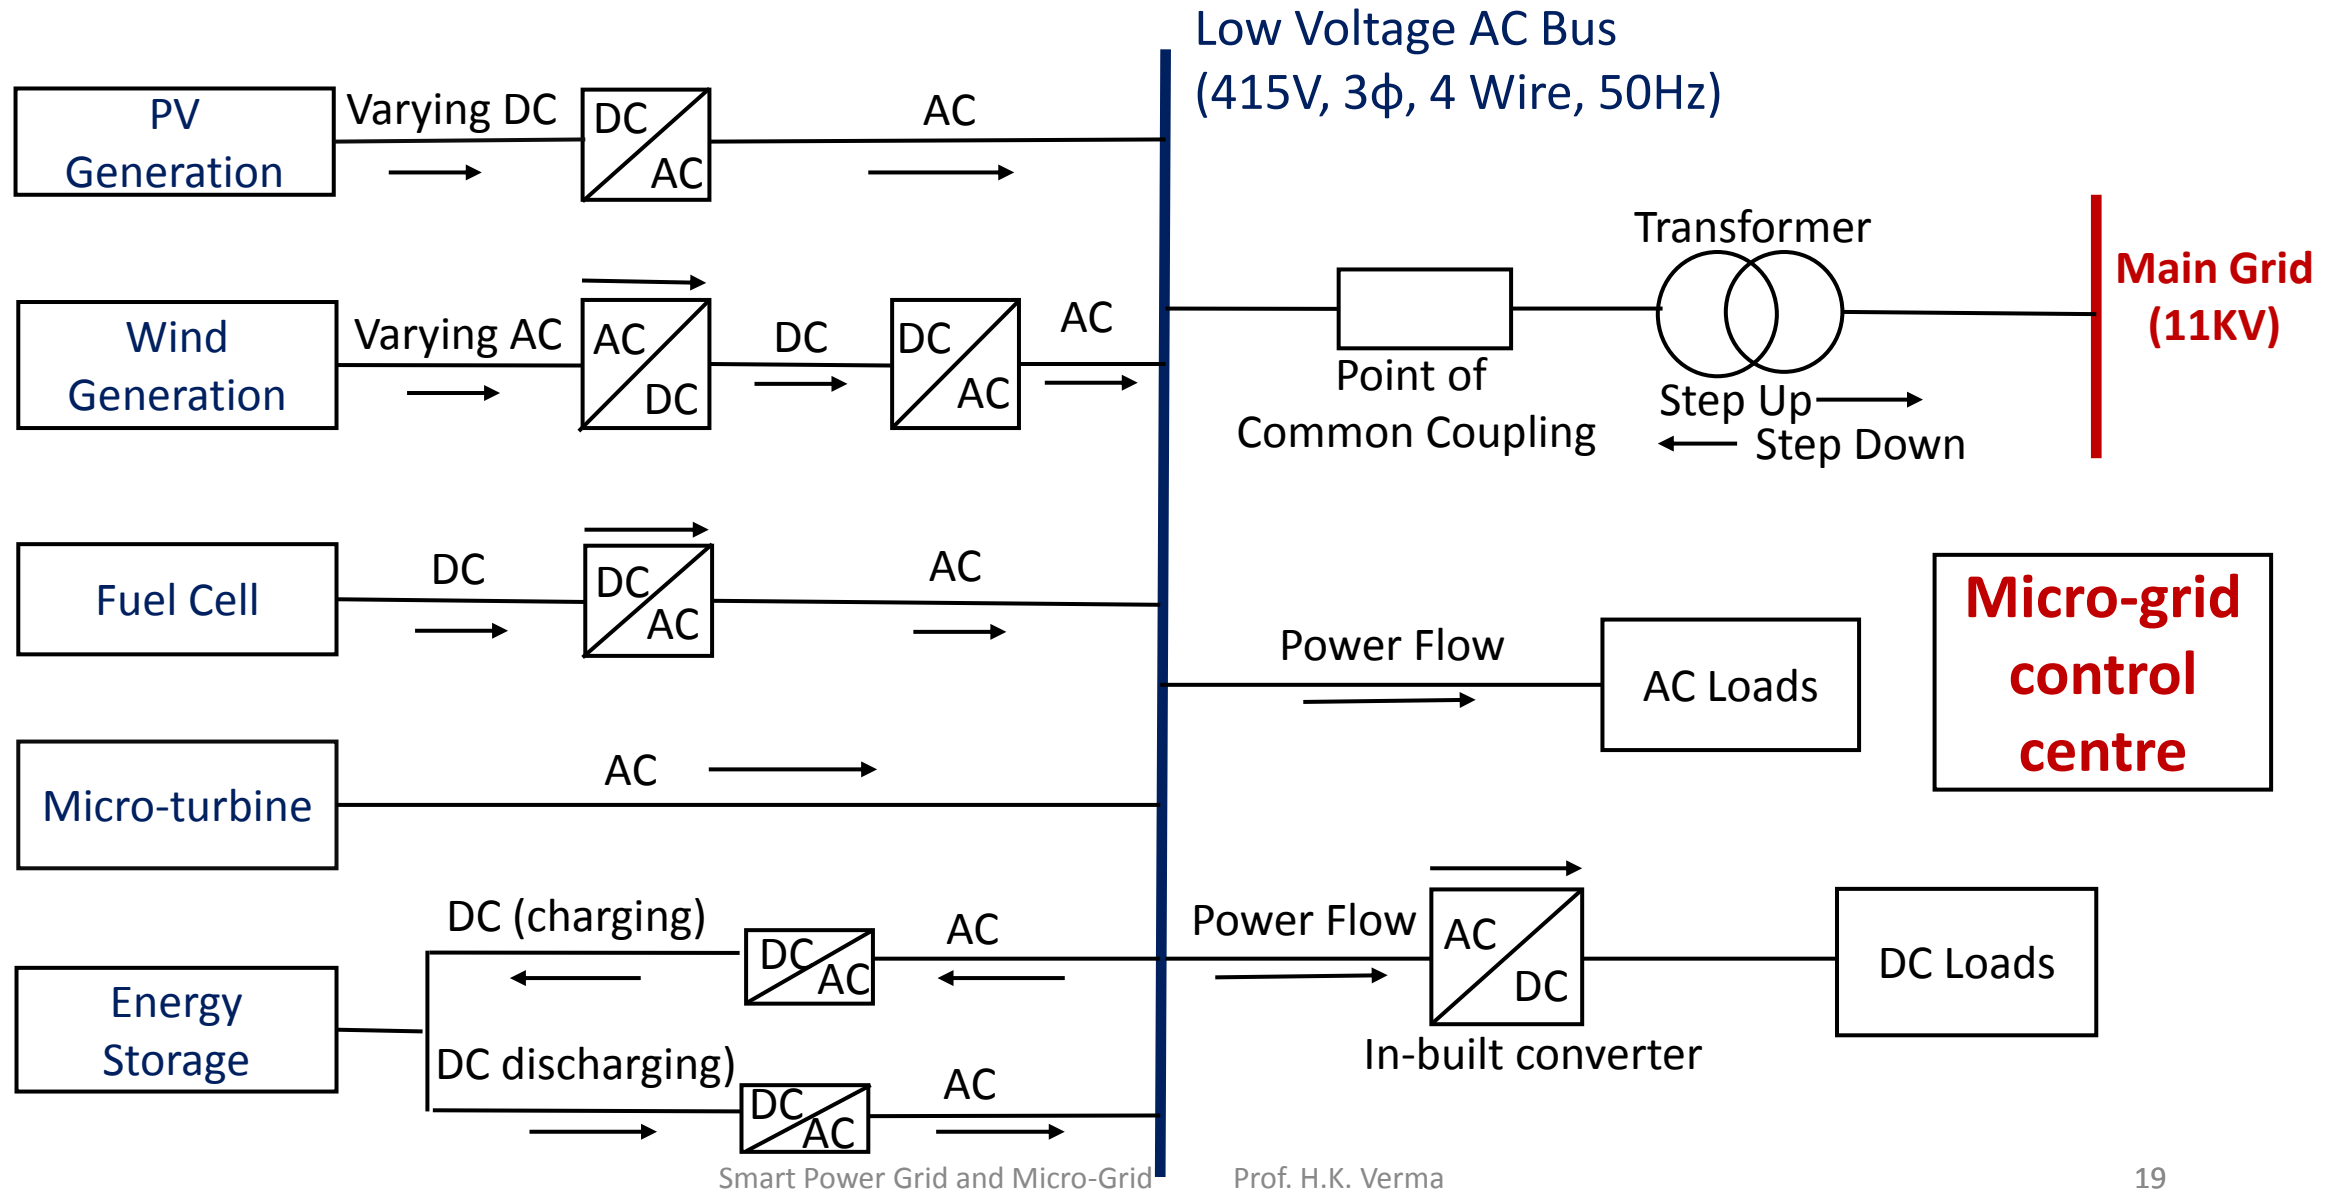 Low Voltage AC Bus
(415V, 3ϕ, 4 Wire, 50Hz)
PV
Generation
Varying DC
DC
AC
AC
Wind
Generation
Varying AC
AC
DC
DC
DC
AC
AC
Transformer
Main Grid
(11KV)
Point of
Common Coupling
Step Up
Step Down
Fuel Cell
DC
DC
AC
AC
Power Flow
AC Loads
Micro-grid
control
centre
Micro-turbine
AC
Energy
Storage
DC (charging)
DC
AC
AC
DC discharging)
DC
AC
AC
Power Flow
AC
DC
In-built converter
DC Loads
Smart Power Grid and Micro-Grid
Prof. H.K. Verma
19